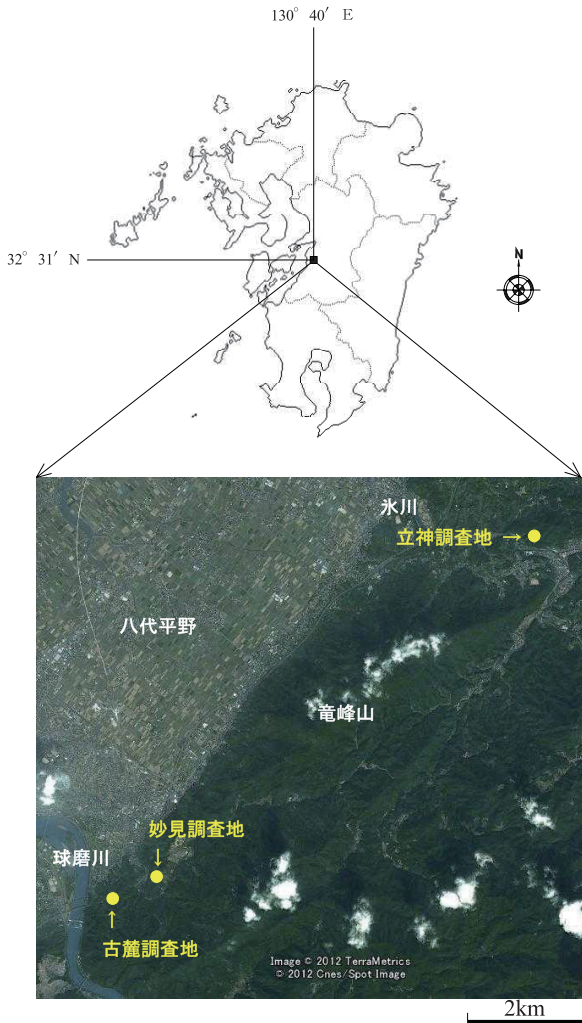 130° 40′ E
32° 31′ N
N
氷川
立神調査地 →
八代平野
竜峰山
妙見調査地
↓
球磨川
↑
古麓調査地
Image © 2012 TerraMetrics
© 2012 Cnes/Spot Image
2km